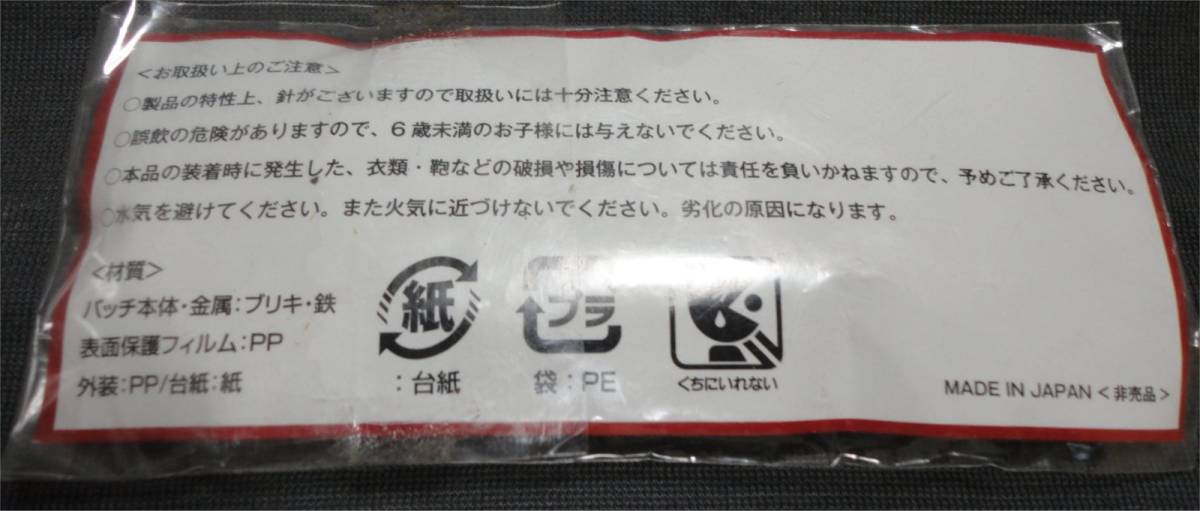 ＜お取扱い上のご注意＞
○製品の特性上、針がございますので取扱いには十分注意ください。
○誤飲の危険がありますので、6歳未満のお子様には与えないでください。
○本品の装着時に発生した、衣類・鞄などの破損や損傷については責任を負いかねますので、予めご了承ください。
○水気を避けてください。また火気に近づけないでください。劣化の原因になります。
＜材質＞
バッチ本体・金属：ブリキ・鉄
表面保護フィルム：PP
外装：PP/台紙：紙
紙
：台紙
プラ
袋：PE
くちにいれない
MADE IN JAPAN＜非売品＞